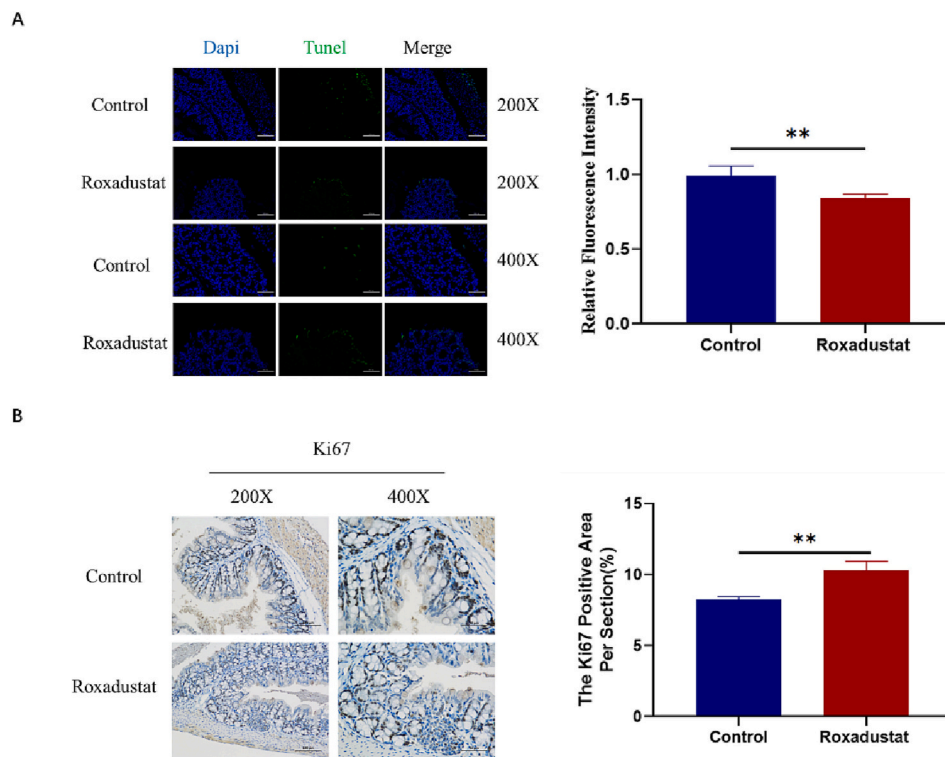 A
Dapi Tunel Merge
Control 200X
Roxadustat 200X
Control 400X
Roxadustat 400X
Relative Fluorescence Intensity
1.5
1.0
0.5
0.0
**
Control Roxadustat
B
Ki67
200X 400X
Control
Roxadustat
The Ki67 Positive Area
Per Section(%)
15
10
5
0
**
Control Roxadustat